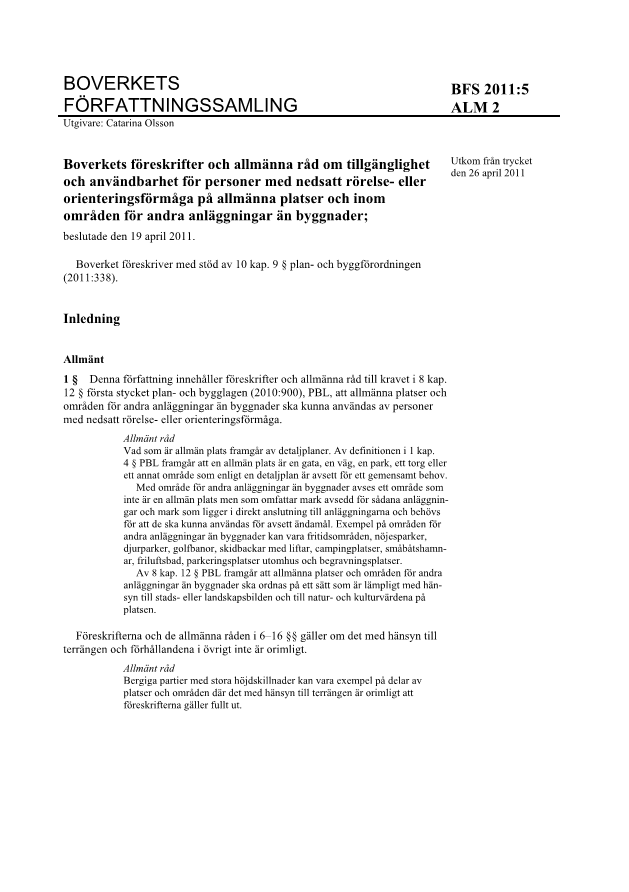 BOVERKETS
FÖRFATTNINGSSAMLING
Utgivare: Catarina Olsson
BFS 2011:5
ALM 2
Boverkets föreskrifter och allmänna råd om tillgänglighet
och användbarhet för personer med nedsatt rörelse- eller
orienteringsförmåga på allmänna platser och inom
områden för andra anläggningar än byggnader;
Utkom från trycket
den 26 april 2011
beslutade den 19 april 2011.
Boverket föreskriver med stöd av 10 kap. 9 § plan- och byggförordningen
(2011:338).
Inledning
Allmänt
1 § Denna författning innehåller föreskrifter och allmänna råd till kravet i 8 kap.
12 § första stycket plan- och bygglagen (2010:900), PBL, att allmänna platser och
områden för andra anläggningar än byggnader ska kunna användas av personer
med nedsatt rörelse- eller orienteringsförmåga.
Allmänt råd
Vad som är allmän plats framgår av detaljplaner. Av definitionen i 1 kap.
4 § PBL framgår att en allmän plats är en gata, en väg, en park, ett torg eller
ett annat område som enligt en detaljplan är avsett för ett gemensamt behov.
Med område för andra anläggningar än byggnader avses ett område som
inte är en allmän plats men som omfattar mark avsedd för sådana anläggnin-
gar och mark som ligger i direkt anslutning till anläggningarna och behövs
för att de ska kunna användas för avsett ändamål. Exempel på områden för
andra anläggningar än byggnader kan vara fritidsområden, nöjesparker,
djurparker, golfbanor, skidbackar med liftar, campingplatser, småbåtshamn-
ar, friluftsbad, parkeringsplatser utomhus och begravningsplatser.
Av 8 kap. 12 § PBL framgår att allmänna platser och områden för andra
anläggningar än byggnader ska ordnas på ett sätt som är lämpligt med hän-
syn till stads- eller landskapsbilden och till natur- och kulturvärdena på
platsen.
Föreskrifterna och de allmänna råden i 6–16 §§ gäller om det med hänsyn till
terrängen och förhållandena i övrigt inte är orimligt.
Allmänt råd
Bergiga partier med stora höjdskillnader kan vara exempel på delar av
platser och områden där det med hänsyn till terrängen är orimligt att
föreskrifterna gäller fullt ut.